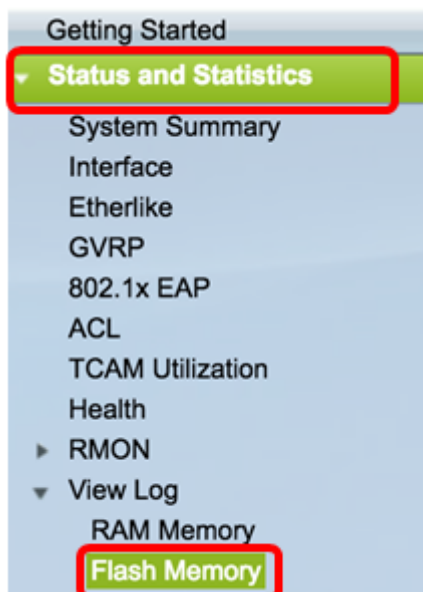 Getting Started
Status and Statistics
System Summary
Interface
Etherlike
GVRP
802.1x EAP
ACL
TCAM Utilization
Health
RMON
View Log
RAM Memory
Flash Memory